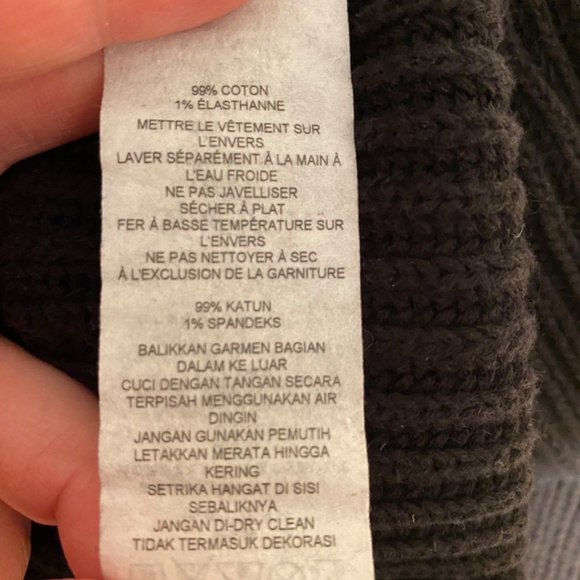 99% COTON
1% ÉLASTHANNE
METTRE LE VÊTEMENT SUR
L'ENVERS
LAVER SÉPARÉMENT À LA MAIN À
L'EAU FROIDE
NE PAS JAVELLISER
SÉCHER À PLAT
FER À BASSE TEMPÉRATURE SUR
L'ENVERS
NE PAS NETTOYER À SEC
À L'EXCLUSION DE LA GARNITURE
99% KATUN
1% SPANDEKS
BALIKKAN GARMEN BAGIAN
DALAM KE LUAR
CUCI DENGAN TANGAN SECARA
TERPISAH MENGGUNAKAN AIR
DINGIN
JANGAN GUNAKAN PEMUTIH
LETAKKAN MERATA HINGGA
KERING
SETRIKA HANGAT DI SISI
SEBALIKNYA
JANGAN DI-DRY CLEAN
TIDAK TERMASUK DEKORASI